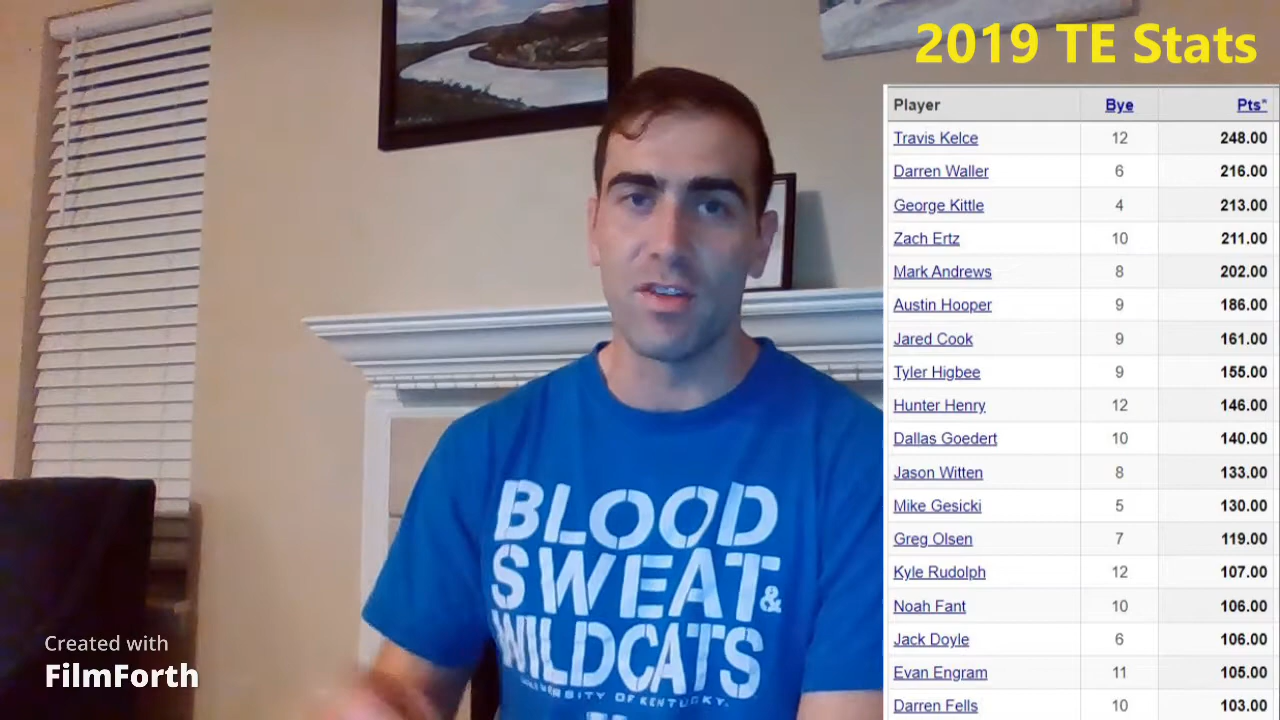 2019 TE Stats
Player Bye Pts*
Travis Kelce 12 248.00
Darren Waller 6 216.00
George Kittle 4 213.00
Zach Ertz 10 211.00
Mark Andrews 8 202.00
Austin Hooper 9 186.00
Jared Cook 9 161.00
Tyler Higbee 9 155.00
Hunter Henry 12 146.00
Dallas Goedert 10 140.00
Jason Witten 8 133.00
Mike Gesicki 5 130.00
Greg Olsen 7 119.00
Kyle Rudolph 12 107.00
Noah Fant 10 106.00
Jack Doyle 6 106.00
Evan Engram 11 105.00
Darren Fells 10 103.00
BLOOD
SWEAT &
WILDCATS
UNIVERSITY OF KENTUCKY.
Created with
FilmForth